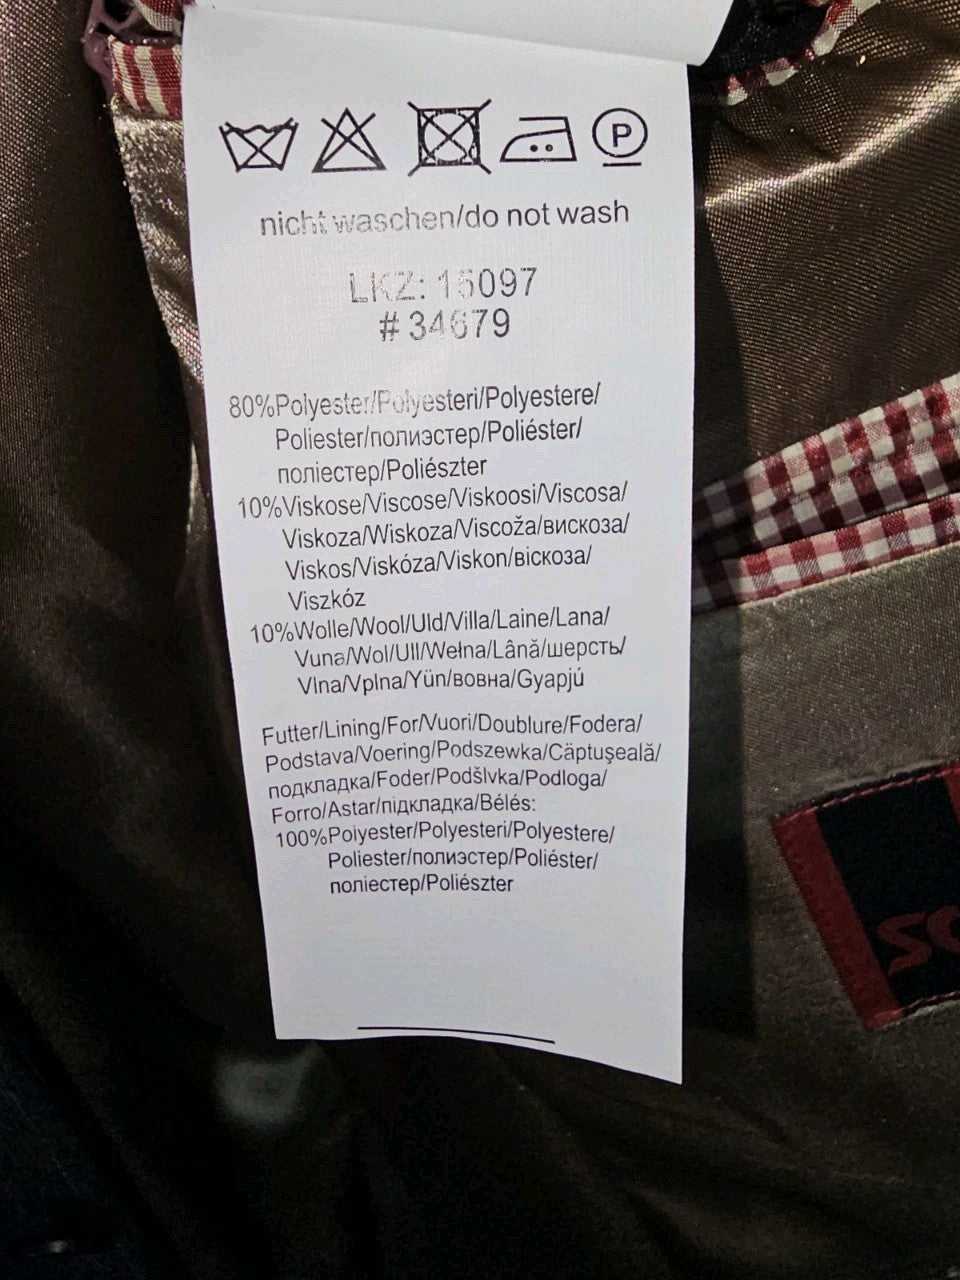 P
nicht waschen/do not wash
LKZ: 15097
# 34679
80%Polyester/Polyesteri/Polyestere/
Poliester/полиэстер/Poliéster/
поліестер/Poliészter
10%Viskose/Viscose/Viskoosi/Viscosa/
Viskoza/Wiskoza/Viscoža/вискоза/
Viskos/Viskóza/Viskon/віскоза/
Viszkóz
10%Wolle/Wool/Uld/Villa/Laine/Lana/
Vuna/Wol/Ull/Wełna/Lână/шерсть/
Vlna/Vplna/Yün/вовна/Gyapjú
Futter/Lining/For/Vuori/Doublure/Fodera/
Podstava/Voering/Podszewka/Cäptuşeală/
подкладка/Foder/Podšlvka/Podloga/
Forro/Astar/підкладка/Bélés:
100%Polyester/Polyesteri/Polyestere/
Poliester/полиэстер/Poliéster/
поліестер/Poliészter